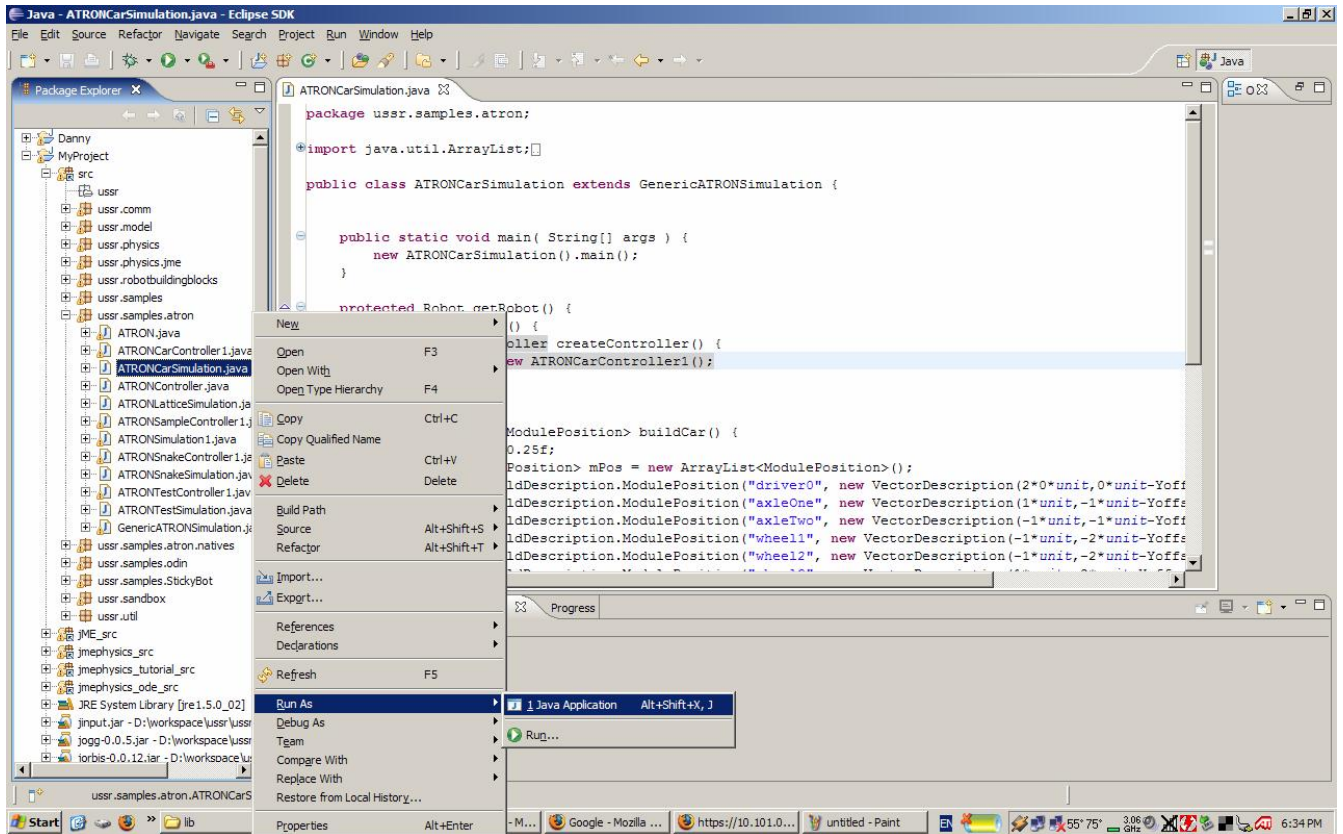 Java - ATRONCarSimulation.java - Eclipse SDK
File Edit Source Refactor Navigate Search Project Run Window Help
Java
Package Explorer
Danny
MyProject
src
ussr
ussr.comm
ussr.model
ussr.physics
ussr.physics.jme
ussr.robotbuildingblocks
ussr.samples
ussr.samples.atron
ATRON.java
ATRONCarController1.java
ATRONCarSimulation.java
ATRONController.java
ATRONLatticeSimulation.ja
ATRONSampleController1.j
ATRONSimulation1.java
ATRONSnakeController1.ja
ATRONSnakeSimulation.jav
ATRONTestController1.jav
ATRONTestSimulation.java
GenericATRONSimulation.ja
ussr.samples.atron.natives
ussr.samples.odin
ussr.samples.StickyBot
ussr.sandbox
ussr.util
jME_src
jmephysics_src
jmephysics_tutorial_src
jmephysics_ode_src
JRE System Library [jre1.5.0_02]
jinput.jar - D:\workspace\ussr\ussr
jogg-0.0.5.jar - D:\workspace\ussr
jorbis-0.0.12.jar - D:\workspace\us
ATRONCarSimulation.java
package ussr.samples.atron;
import java.util.ArrayList;
public class ATRONCarSimulation extends GenericATRONSimulation {
public static void main( String[] args ) {
new ATRONCarSimulation().main();
}
protected Robot getRobot() {
() {
oller createController() {
ew ATRONCarController1();
ModulePosition> buildCar() {
0.25f;
Position> mPos = new ArrayList<ModulePosition>();
ldDescription.ModulePosition("driver0", new VectorDescription(2*0*unit,0*unit-Yoff
ldDescription.ModulePosition("axleOne", new VectorDescription(1*unit,-1*unit-Yoffs
ldDescription.ModulePosition("axleTwo", new VectorDescription(-1*unit,-1*unit-Yoff
ldDescription.ModulePosition("wheel1", new VectorDescription(-1*unit,-2*unit-Yoffs
ldDescription.ModulePosition("wheel2", new VectorDescription(-1*unit,-2*unit-Yoffs
New
Open F3
Open With
Open Type Hierarchy F4
Copy Ctrl+C
Copy Qualified Name
Paste Ctrl+V
Delete Delete
Build Path
Source Alt+Shift+S
Refactor Alt+Shift+T
Import...
Export...
References
Declarations
Refresh F5
Run As
Debug As
Team
Compare With
Replace With
Restore from Local History...
Properties Alt+Enter
1 Java Application Alt+Shift+X, J
Run...
Progress
ussr.samples.atron.ATRONCarS
Start
lib
- M...
Google - Mozilla ...
https://10.101.0...
untitled - Paint
EN
55° 75°
3.06 GHz
6:34 PM